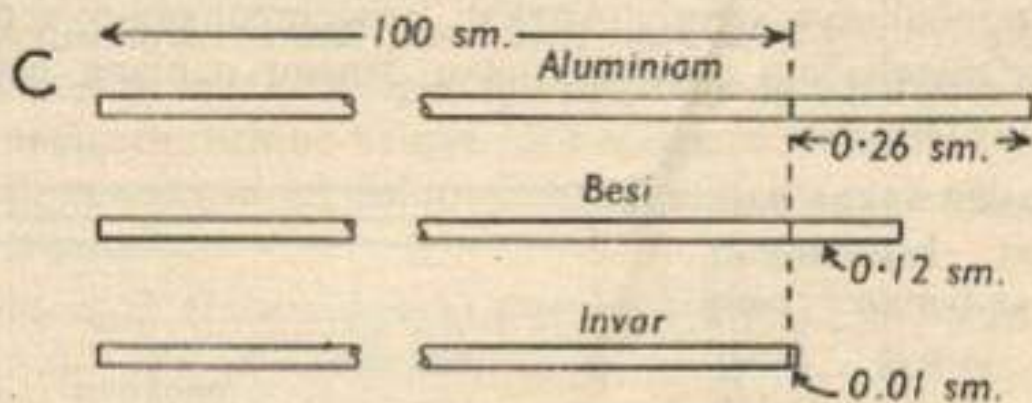 100 sm.
C
Aluminiam
0·26 sm.
Besi
0·12 sm.
Invar
0.01 sm.